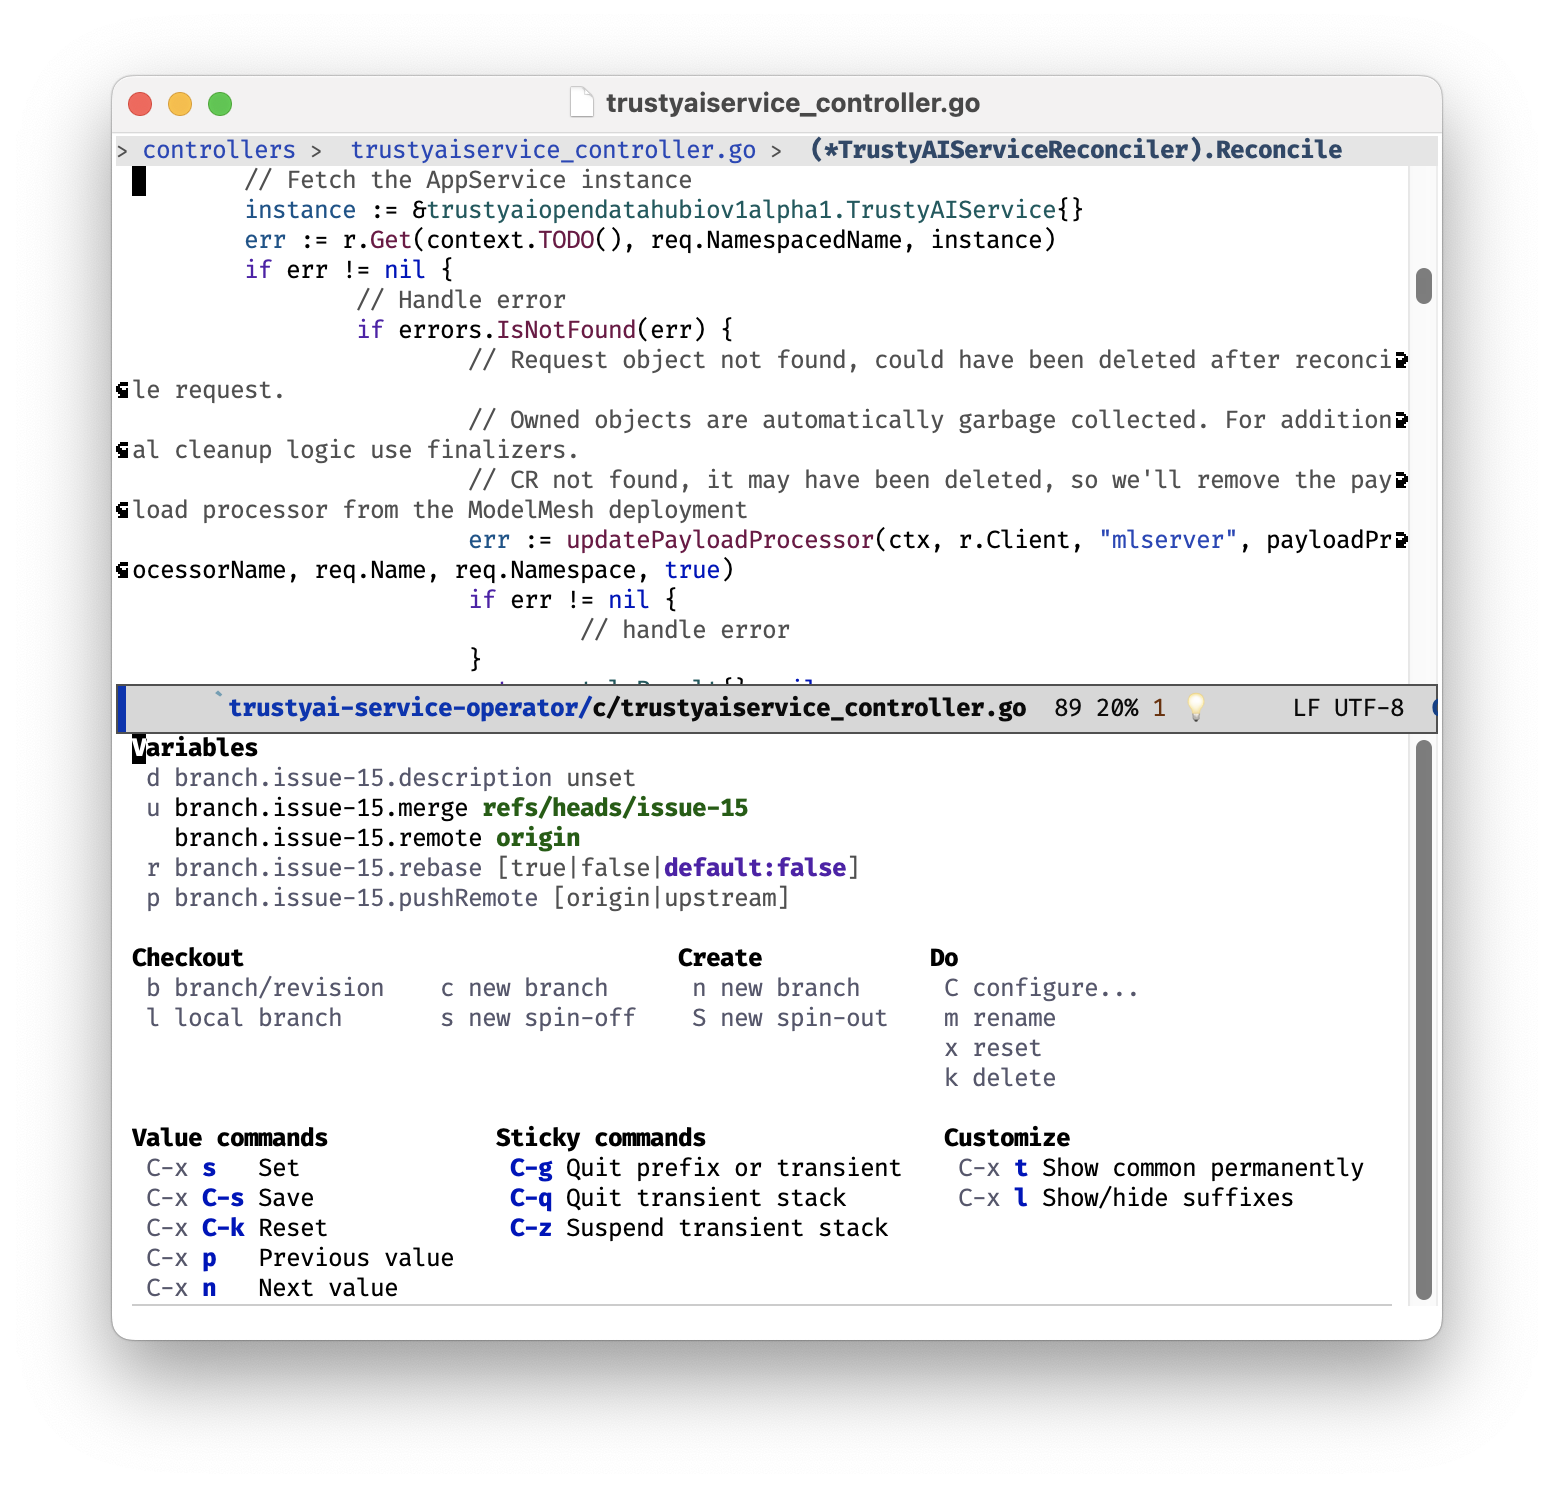 trustyaiservice_controller.go
> controllers > trustyaiservice_controller.go > (*TrustyAIServiceReconciler).Reconcile
// Fetch the AppService instance
instance := &trustyaiopendatahubiov1alpha1.TrustyAIService{}
err := r.Get(context.TODO(), req.NamespacedName, instance)
if err != nil {
// Handle error
if errors.IsNotFound(err) {
// Request object not found, could have been deleted after reconci
le request.
// Owned objects are automatically garbage collected. For addition
al cleanup logic use finalizers.
// CR not found, it may have been deleted, so we'll remove the pay
load processor from the ModelMesh deployment
err := updatePayloadProcessor(ctx, r.Client, "mlserver", payloadPr
ocessorName, req.Name, req.Namespace, true)
if err != nil {
// handle error
}
`trustyai-service-operator/c/trustyaiservice_controller.go 89 20% 1 LF UTF-8
Variables
d branch.issue-15.description unset
u branch.issue-15.merge refs/heads/issue-15
branch.issue-15.remote origin
r branch.issue-15.rebase [true|false|default:false]
p branch.issue-15.pushRemote [origin|upstream]
Checkout Create Do
b branch/revision c new branch n new branch C configure...
l local branch s new spin-off S new spin-out m rename
x reset
k delete
Value commands Sticky commands Customize
C-x s Set C-g Quit prefix or transient C-x t Show common permanently
C-x C-s Save C-q Quit transient stack C-x l Show/hide suffixes
C-x C-k Reset C-z Suspend transient stack
C-x p Previous value
C-x n Next value